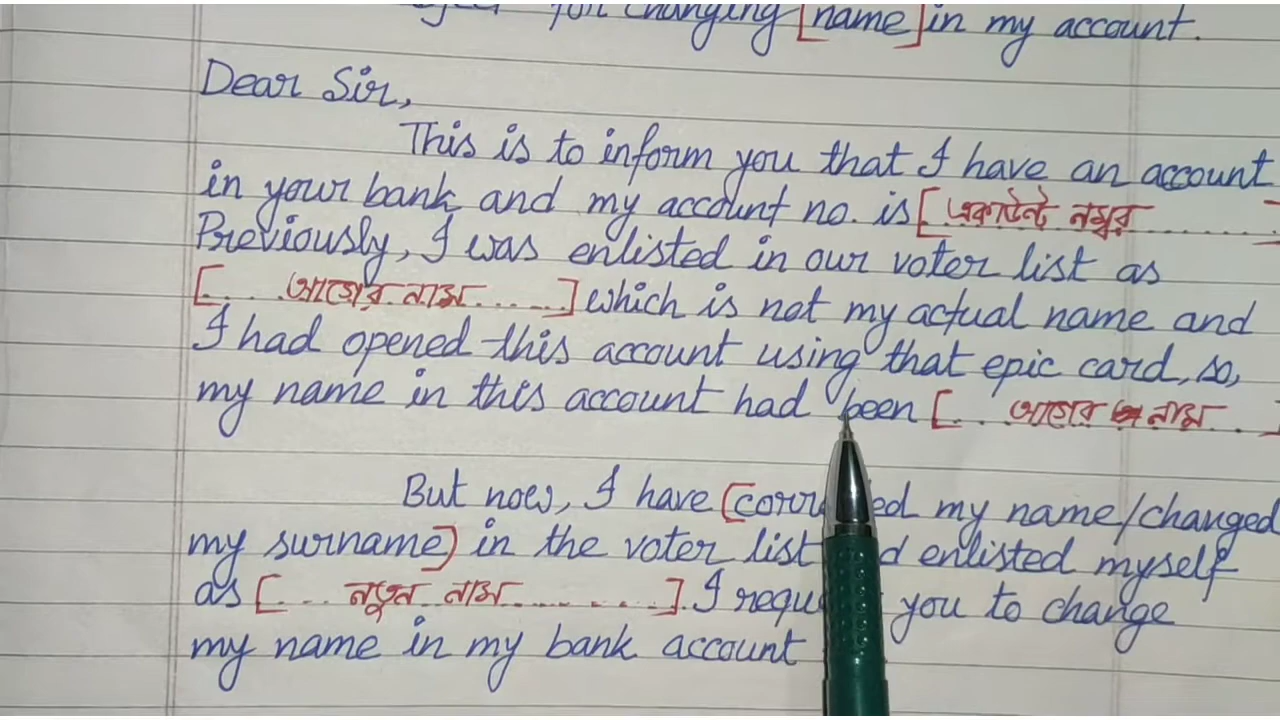 for changing [name] in my account.
Dear Sir,
This is to inform you that I have an account
in your bank and my account no. is [ একাউন্ট নম্বর ........ ]
Previously, I was enlisted in our voter list as
[.... আগের নাম ......] which is not my actual name and
I had opened this account using that epic card, so,
my name in this account had been [... আগের নাম .... ]
But now, I have [ ed my name/changed
my surname] in the voter list enlisted myself
as [... নতুন নাম ........]. I you to change
my name in my bank account